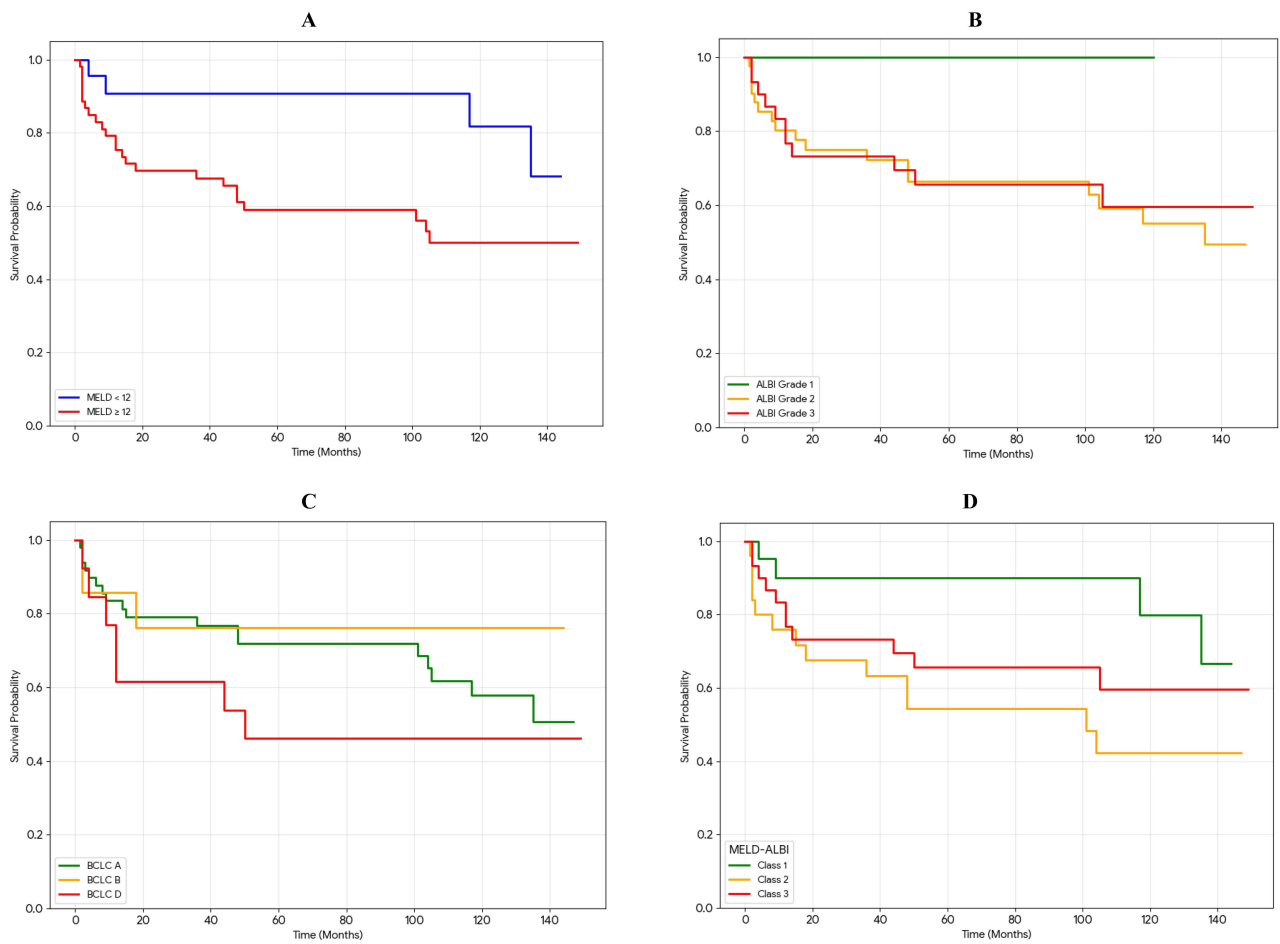 A
1.0
0.8
0.6
0.4
0.2
0.0
Survival Probability
MELD < 12
MELD ≥ 12
0 20 40 60 80 100 120 140
Time (Months)
B
1.0
0.8
0.6
0.4
0.2
0.0
Survival Probability
ALBI Grade 1
ALBI Grade 2
ALBI Grade 3
0 20 40 60 80 100 120 140
Time (Months)
C
1.0
0.8
0.6
0.4
0.2
0.0
Survival Probability
BCLC A
BCLC B
BCLC D
0 20 40 60 80 100 120 140
Time (Months)
D
1.0
0.8
0.6
0.4
0.2
0.0
Survival Probability
MELD-ALBI
Class 1
Class 2
Class 3
0 20 40 60 80 100 120 140
Time (Months)